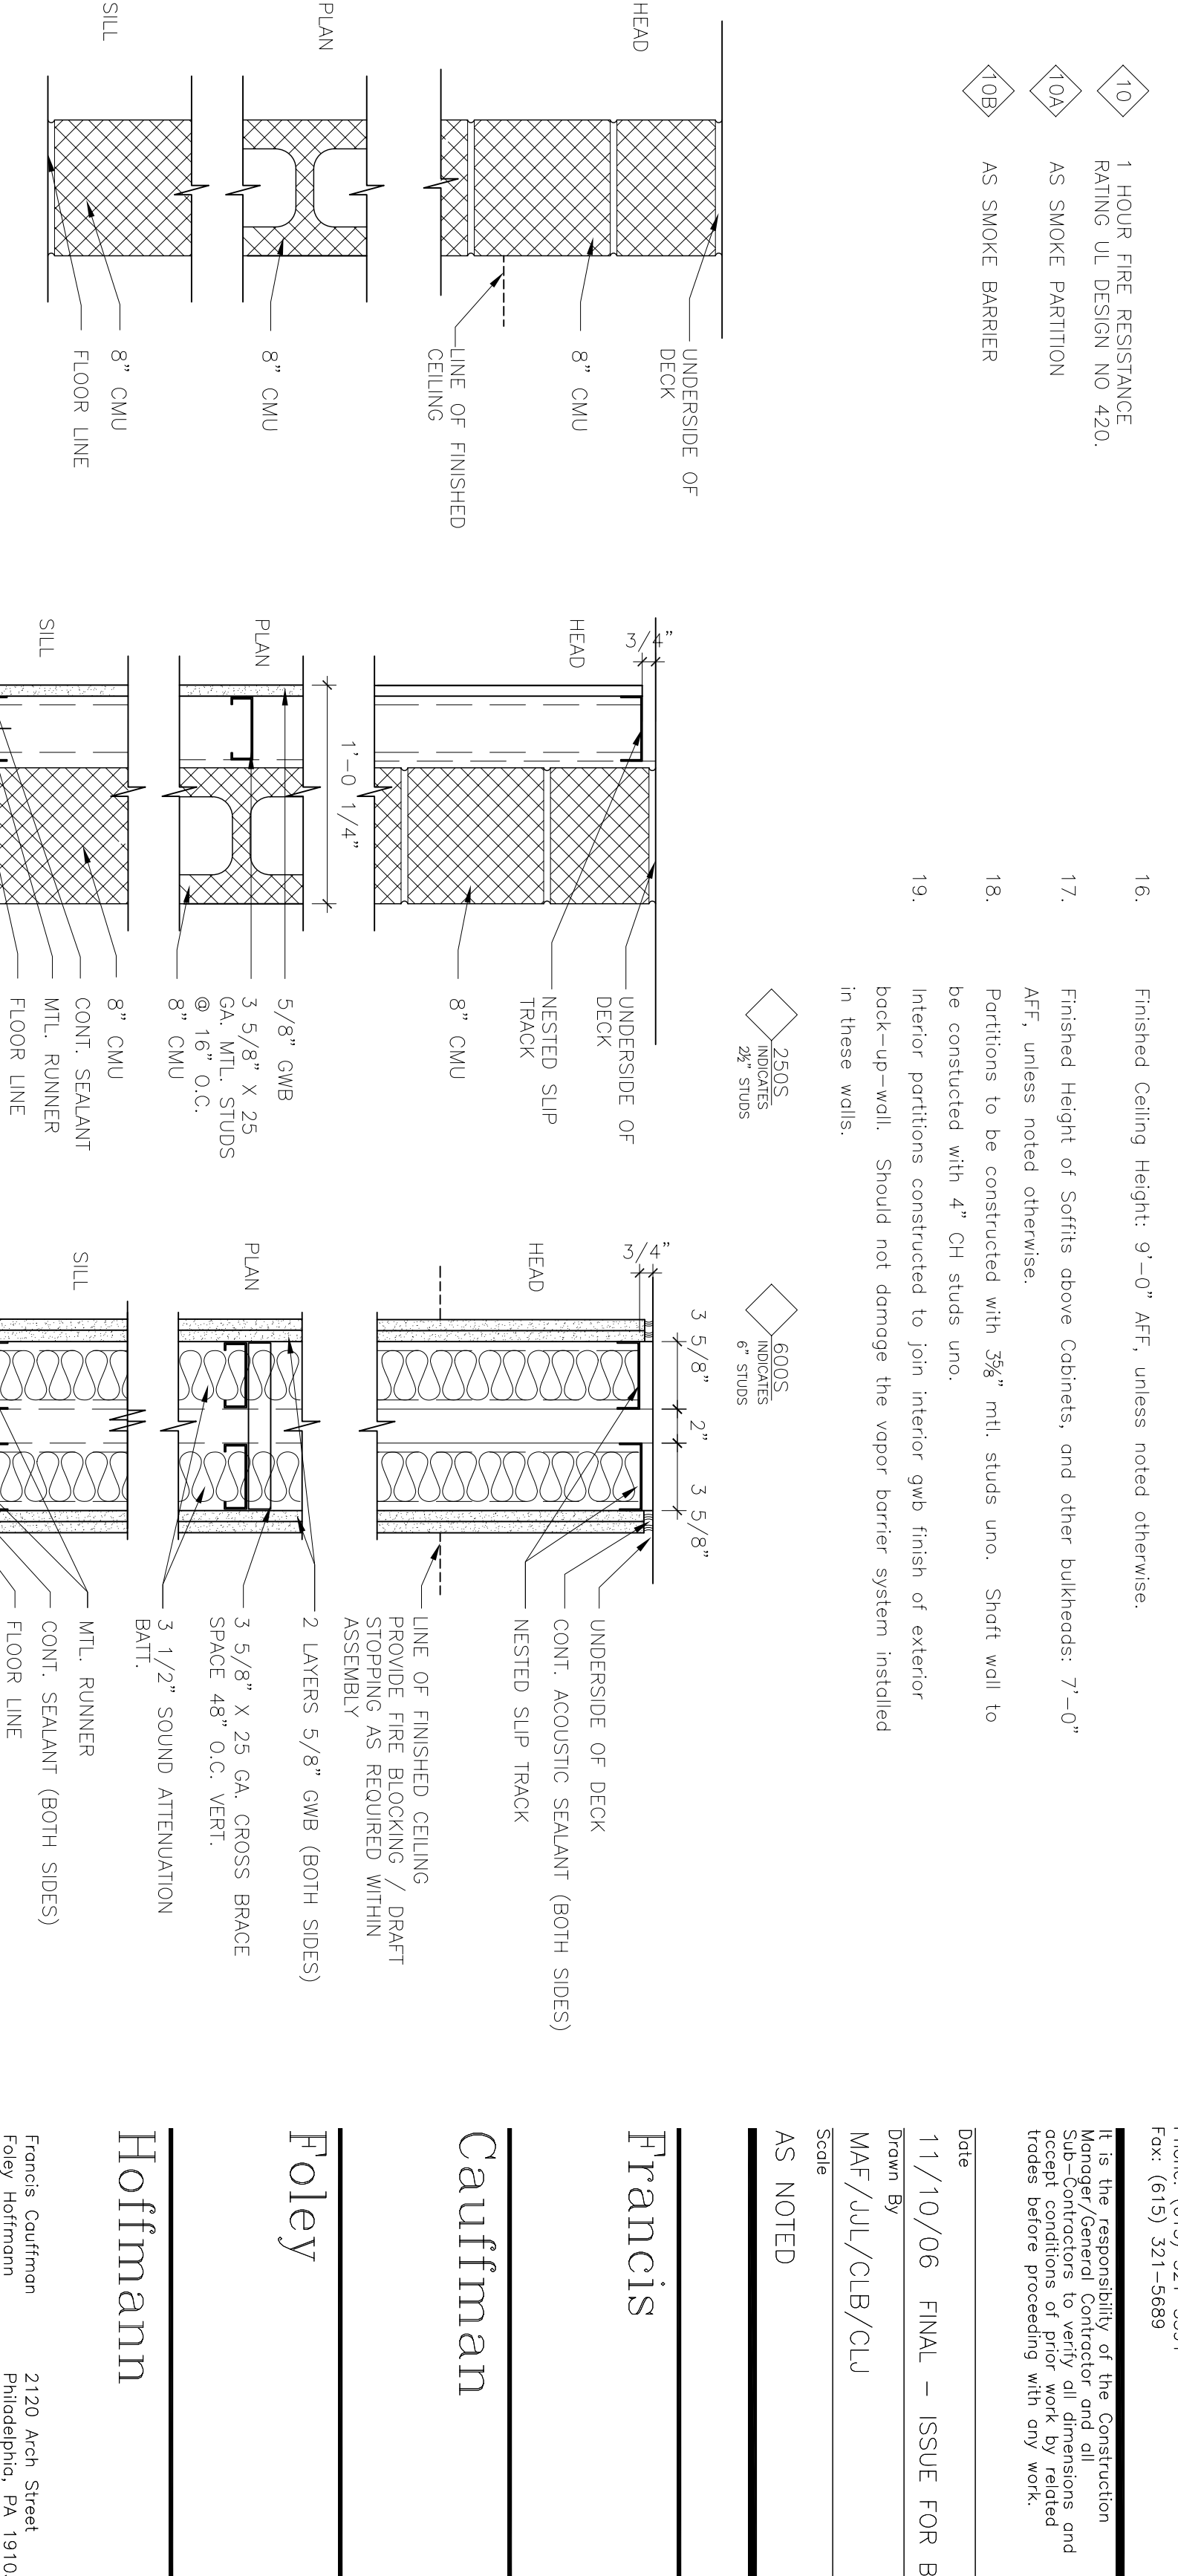 10
1 HOUR FIRE RESISTANCE
RATING UL DESIGN NO 420.
10A
AS SMOKE PARTITION
10B
AS SMOKE BARRIER
HEAD
UNDERSIDE OF
DECK
8" CMU
LINE OF FINISHED
CEILING
PLAN
8" CMU
SILL
8" CMU
FLOOR LINE
16. Finished Ceiling Height: 9'-0" AFF, unless noted otherwise.
17. Finished Height of Soffits above Cabinets, and other bulkheads: 7'-0"
AFF, unless noted otherwise.
18. Partitions to be constructed with 3⅝" mtl. studs uno. Shaft wall to
be constucted with 4" CH studs uno.
19. Interior partitions constructed to join interior gwb finish of exterior
back-up-wall. Should not damage the vapor barrier system installed
in these walls.
250S
INDICATES
2½" STUDS
600S
INDICATES
6" STUDS
3/4"
HEAD
UNDERSIDE OF
DECK
NESTED SLIP
TRACK
8" CMU
1'-0 1/4"
PLAN
5/8" GWB
3 5/8" X 25
GA. MTL. STUDS
@ 16" O.C.
8" CMU
SILL
8" CMU
CONT. SEALANT
MTL. RUNNER
FLOOR LINE
3 5/8" 2" 3 5/8"
3/4"
HEAD
UNDERSIDE OF DECK
CONT. ACOUSTIC SEALANT (BOTH SIDES)
NESTED SLIP TRACK
LINE OF FINISHED CEILING
PROVIDE FIRE BLOCKING / DRAFT
STOPPING AS REQUIRED WITHIN
ASSEMBLY
PLAN
2 LAYERS 5/8" GWB (BOTH SIDES)
3 5/8" X 25 GA. CROSS BRACE
SPACE 48" O.C. VERT.
3 1/2" SOUND ATTENUATION
BATT.
SILL
MTL. RUNNER
CONT. SEALANT (BOTH SIDES)
FLOOR LINE
Fax: (615) 321-5689
It is the responsibility of the Construction
Manager/General Contractor and all
Sub-Contractors to verify all dimensions and
accept conditions of prior work by related
trades before proceeding with any work.
Date
11/10/06 FINAL - ISSUE FOR B
Drawn By
MAF/JJL/CLB/CLJ
Scale
AS NOTED
Francis
Cauffman
Foley
Hoffmann
Francis Cauffman 2120 Arch Street
Foley Hoffmann Philadelphia, PA 1910